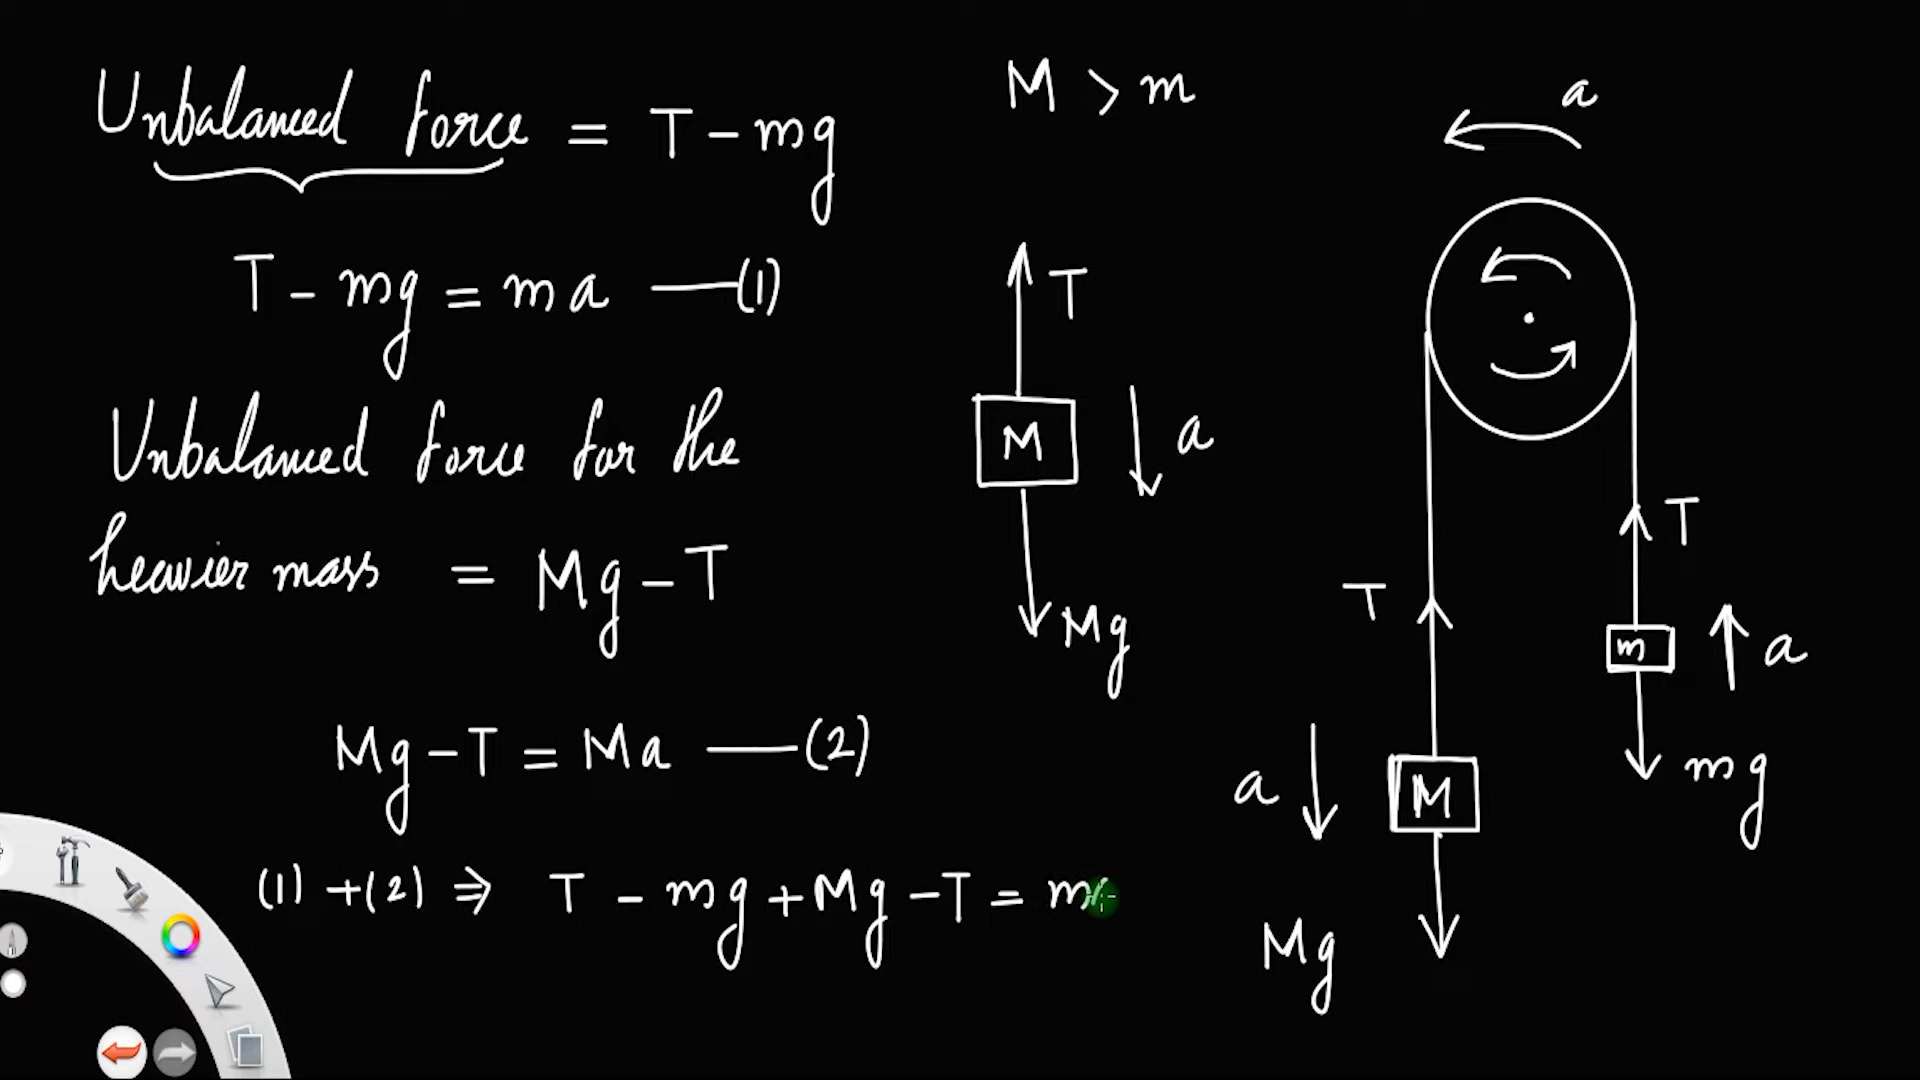 Unbalanced force = T - mg
T - mg = ma —(1)
Unbalanced force for the
heavier mass = Mg - T
Mg - T = Ma —(2)
(1) + (2) ⇒ T - mg + Mg - T = ma
M > m
T
M
a
Mg
a
T
T
m
a
mg
a
M
Mg